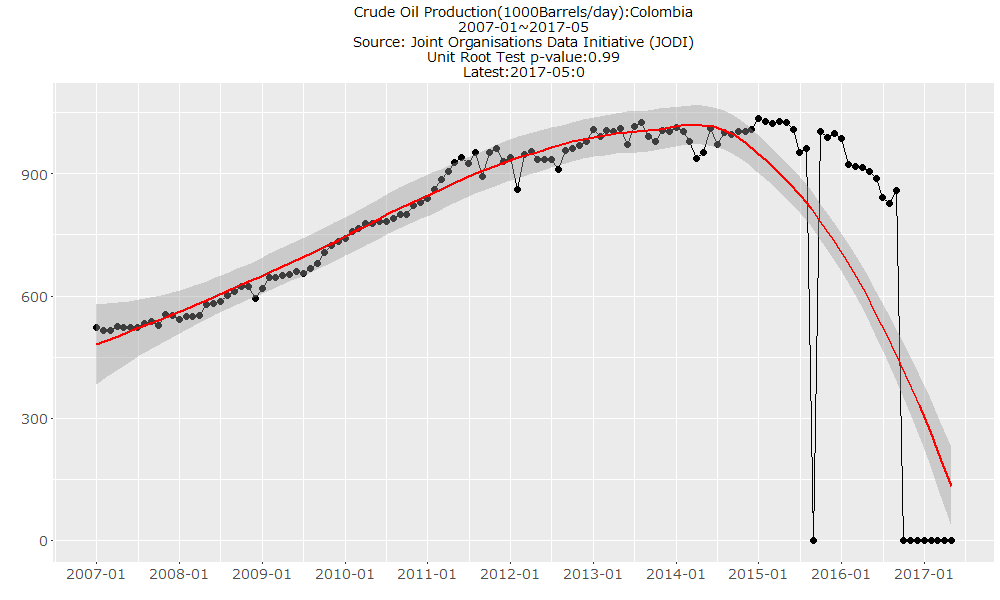 Crude Oil Production(1000Barrels/day):Colombia
2007-01~2017-05
Source: Joint Organisations Data Initiative (JODI)
Unit Root Test p-value:0.99
Latest:2017-05:0
900
600
300
0
2007-01 2008-01 2009-01 2010-01 2011-01 2012-01 2013-01 2014-01 2015-01 2016-01 2017-01